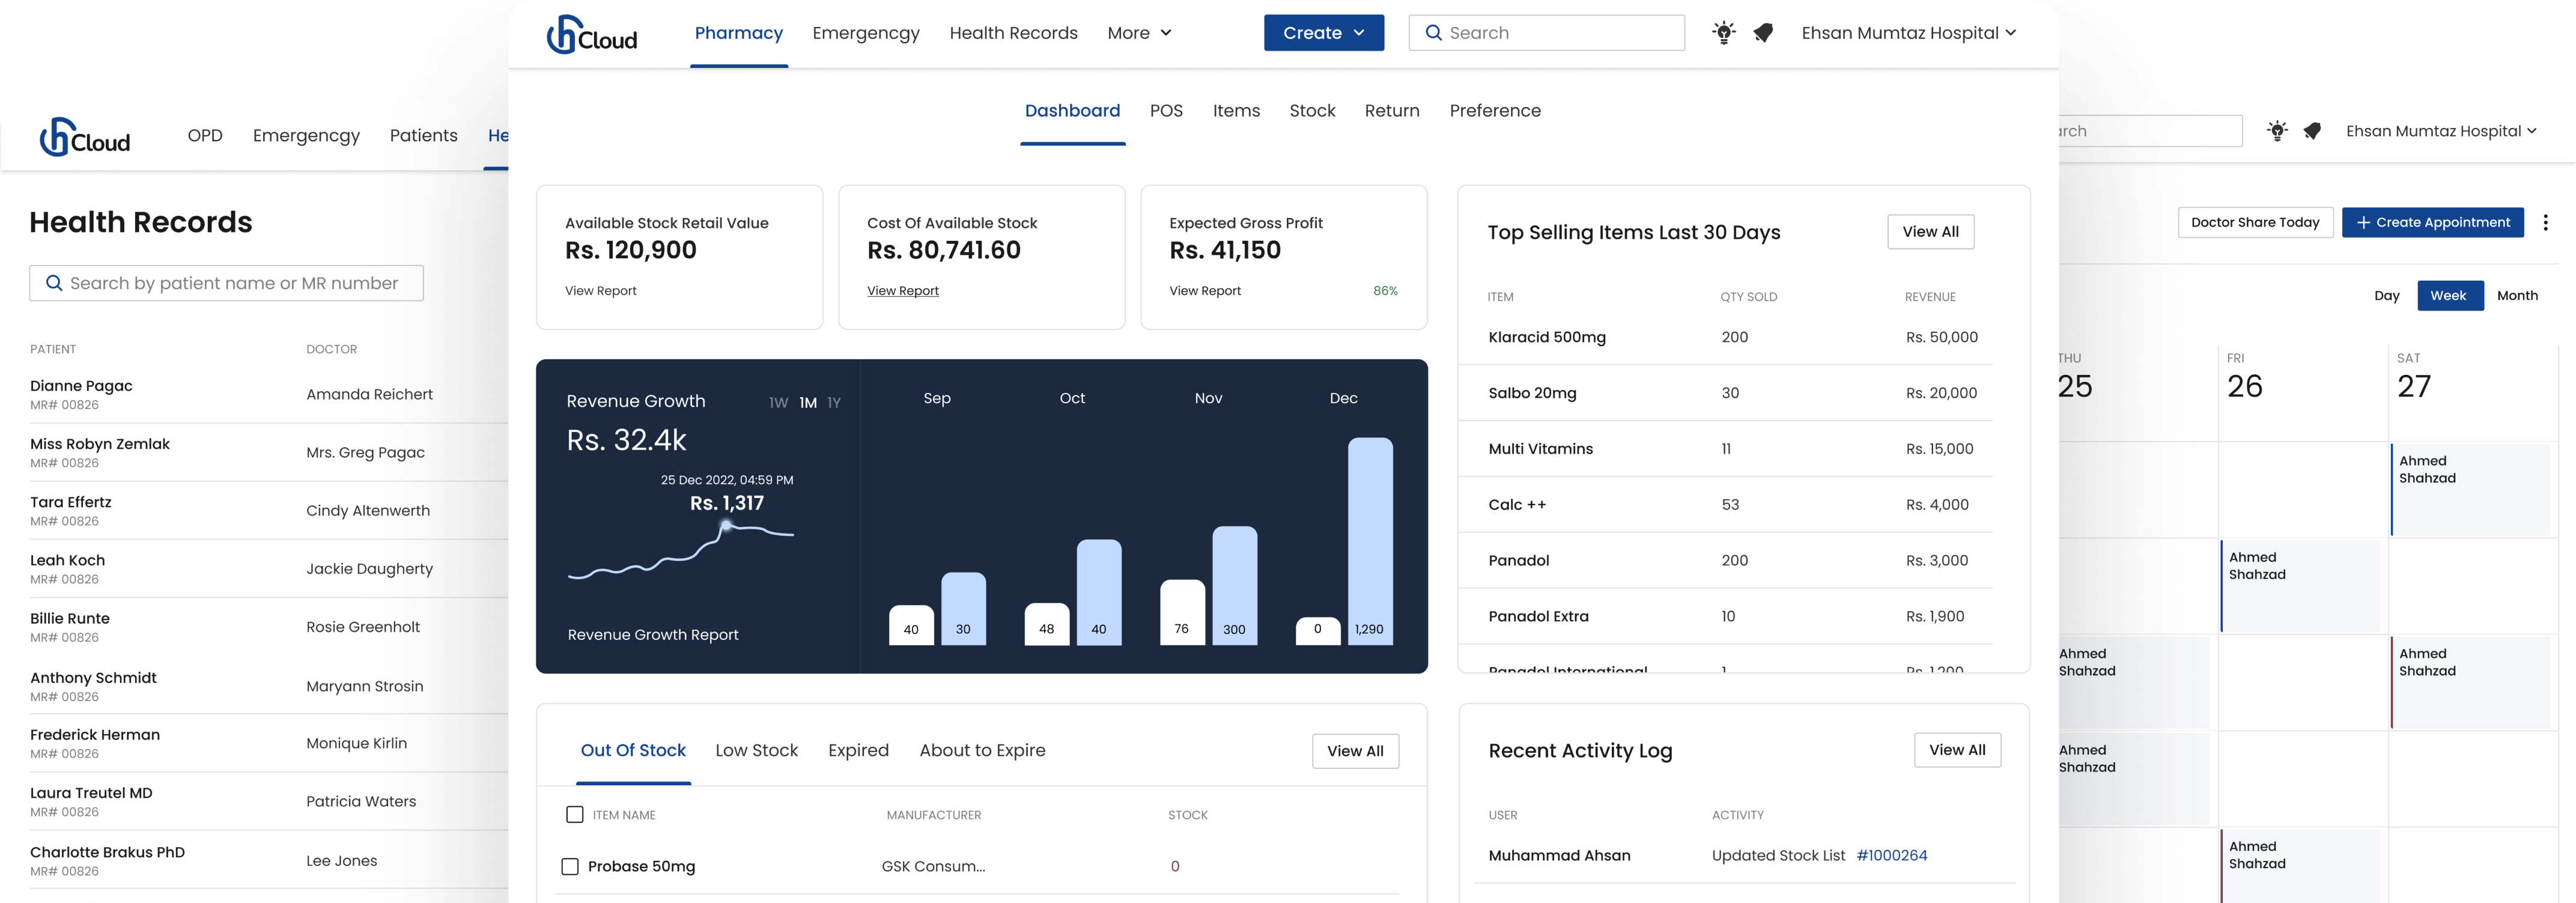 hCloud
OPD Emergencgy Patients He
Health Records
Search by patient name or MR number
PATIENT DOCTOR
Dianne Pagac
MR# 00826
Amanda Reichert
Miss Robyn Zemlak
MR# 00826
Mrs. Greg Pagac
Tara Effertz
MR# 00826
Cindy Altenwerth
Leah Koch
MR# 00826
Jackie Daugherty
Billie Runte
MR# 00826
Rosie Greenholt
Anthony Schmidt
MR# 00826
Maryann Strosin
Frederick Herman
MR# 00826
Monique Kirlin
Laura Treutel MD
MR# 00826
Patricia Waters
Charlotte Brakus PhD
MR# 00826
Lee Jones
hCloud
Pharmacy Emergencgy Health Records More
Create
Search
Ehsan Mumtaz Hospital
Dashboard POS Items Stock Return Preference
Available Stock Retail Value
Rs. 120,900
View Report
Cost Of Available Stock
Rs. 80,741.60
View Report
Expected Gross Profit
Rs. 41,150
View Report 86%
Revenue Growth 1W 1M 1Y
Rs. 32.4k
25 Dec 2022, 04:59 PM
Rs. 1,317
Revenue Growth Report
Sep Oct Nov Dec
40 30 48 40 76 300 0 1,290
Top Selling Items Last 30 Days View All
ITEM QTY SOLD REVENUE
Klaracid 500mg 200 Rs. 50,000
Salbo 20mg 30 Rs. 20,000
Multi Vitamins 11 Rs. 15,000
Calc ++ 53 Rs. 4,000
Panadol 200 Rs. 3,000
Panadol Extra 10 Rs. 1,900
Panadol International 1 Rs. 1,200
Out Of Stock Low Stock Expired About to Expire View All
ITEM NAME MANUFACTURER STOCK
Probase 50mg GSK Consum... 0
Recent Activity Log View All
USER ACTIVITY
Muhammad Ahsan Updated Stock List #1000264
arch
Ehsan Mumtaz Hospital
Doctor Share Today + Create Appointment
Day Week Month
THU FRI SAT
25 26 27
Ahmed
Shahzad
Ahmed
Shahzad
Ahmed
Shahzad
Ahmed
Shahzad
Ahmed
Shahzad
Ahmed
Shahzad